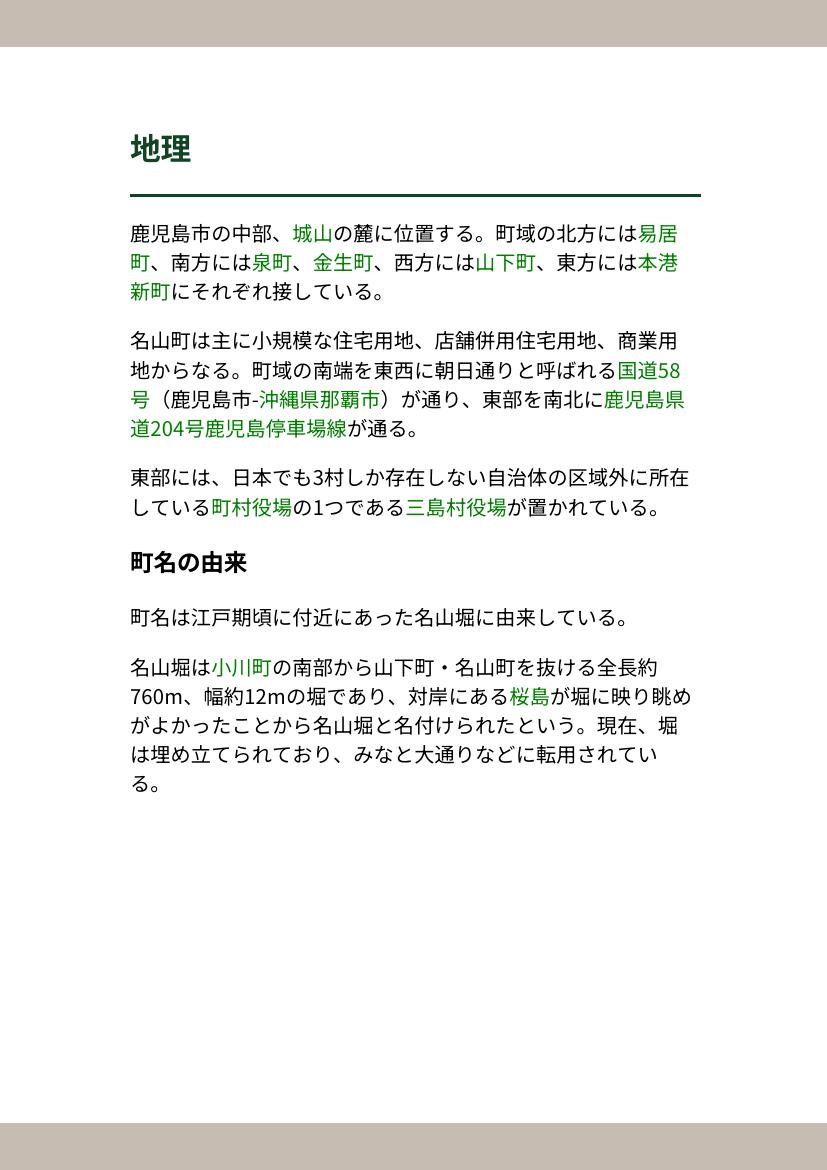 地理
鹿児島市の中部、城山の麓に位置する。町域の北方には易居
町、南方には泉町、金生町、西方には山下町、東方には本港
新町にそれぞれ接している。
名山町は主に小規模な住宅用地、店舗併用住宅用地、商業用
地からなる。町域の南端を東西に朝日通りと呼ばれる国道58
号（鹿児島市-沖縄県那覇市）が通り、東部を南北に鹿児島県
道204号鹿児島停車場線が通る。
東部には、日本でも3村しか存在しない自治体の区域外に所在
している町村役場の1つである三島村役場が置かれている。
町名の由来
町名は江戸期頃に付近にあった名山堀に由来している。
名山堀は小川町の南部から山下町・名山町を抜ける全長約
760m、幅約12mの堀であり、対岸にある桜島が堀に映り眺め
がよかったことから名山堀と名付けられたという。現在、堀
は埋め立てられており、みなと大通りなどに転用されてい
る。